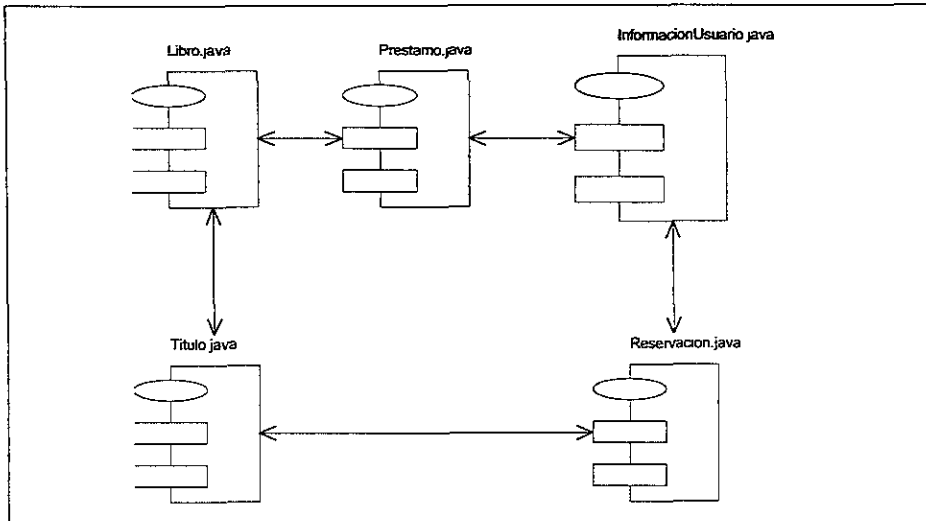 Libro.java
Prestamo.java
InformacionUsuario java
Titulo java
Reservacion.java